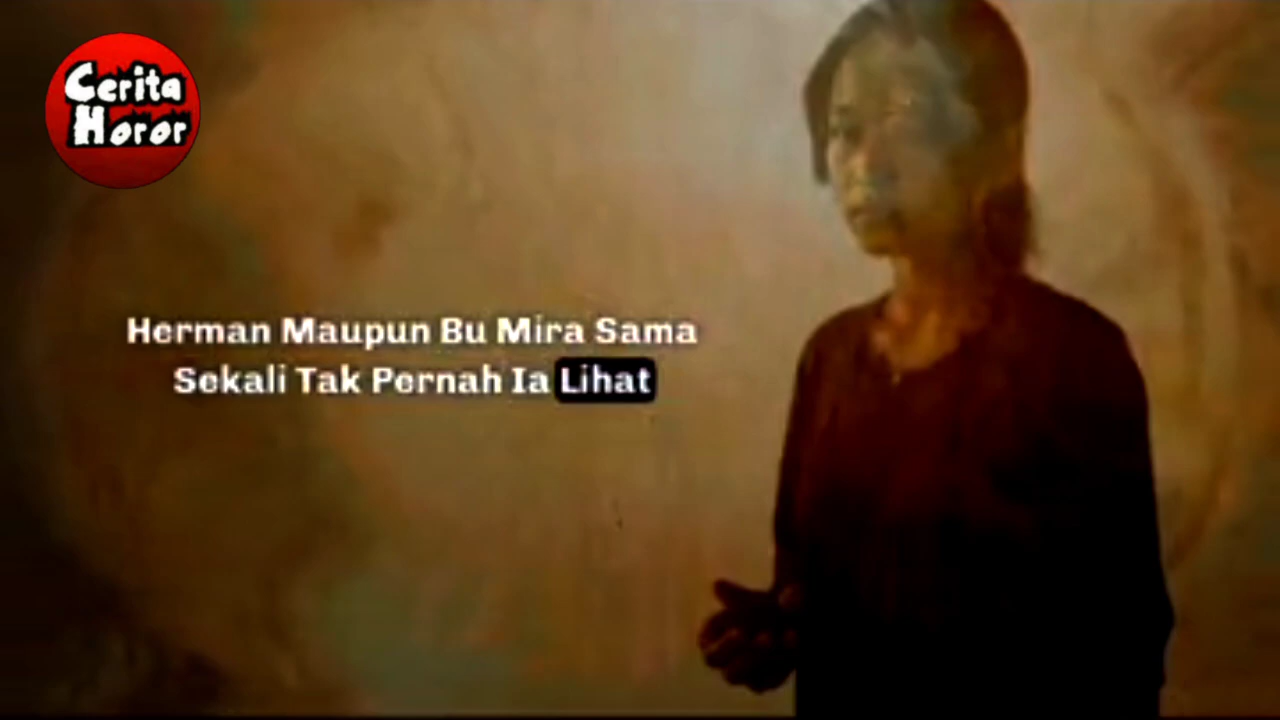 Cerita
Horor
Herman Maupun Bu Mira Sama
Sekali Tak Pernah Ia Lihat